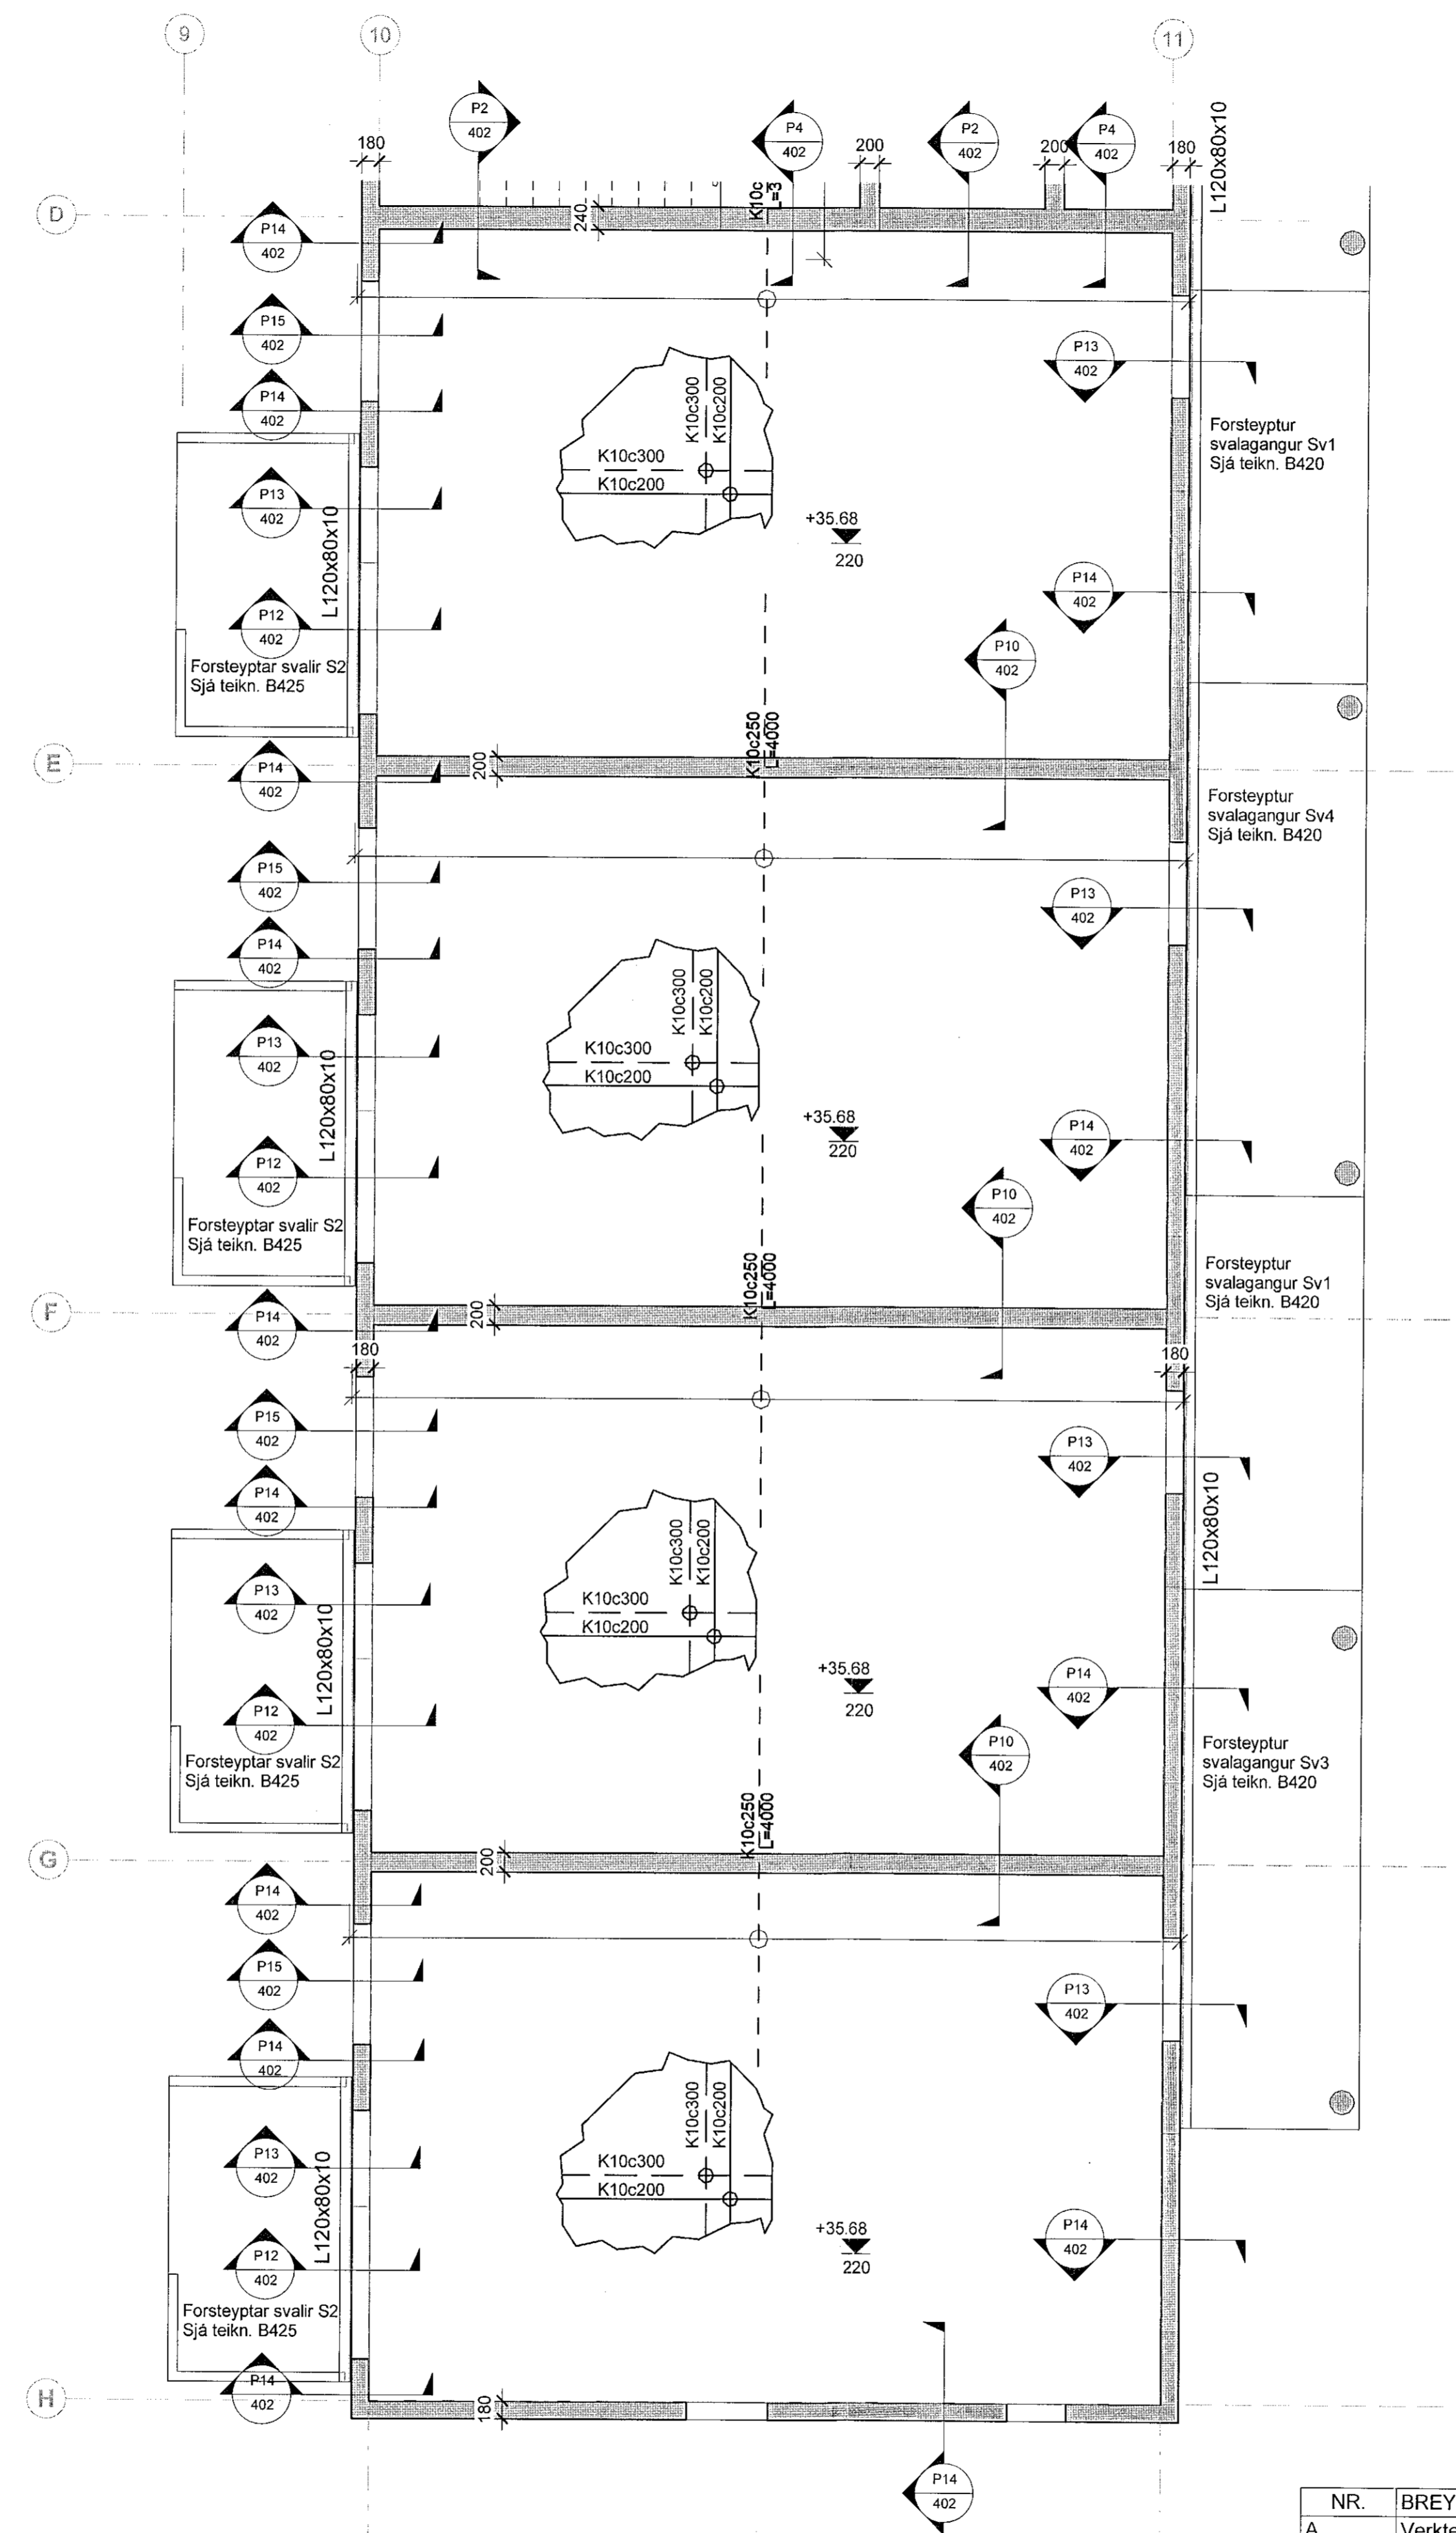 9
10
11
P2
402
P4
402
P2
402
P4
402
L120x80x10
180
200
200
180
D
240
K10c
L=3
P14
402
P15
402
P14
402
P13
402
P12
402
L120x80x10
Forsteyptar svalir S2
Sjá teikn. B425
K10c300
K10c200
K10c300
K10c200
+35.68
220
P13
402
P14
402
P10
402
Forsteyptur
svalagangur Sv1
Sjá teikn. B420
E
P14
402
200
K10c250
L=4000
Forsteyptur
svalagangur Sv4
Sjá teikn. B420
P15
402
P14
402
P13
402
P12
402
L120x80x10
Forsteyptar svalir S2
Sjá teikn. B425
K10c300
K10c200
K10c300
K10c200
+35.68
220
P13
402
P14
402
P10
402
Forsteyptur
svalagangur Sv1
Sjá teikn. B420
F
P14
402
200
K10c250
L=4000
180
180
P15
402
P14
402
P13
402
P12
402
L120x80x10
Forsteyptar svalir S2
Sjá teikn. B425
K10c300
K10c200
K10c300
K10c200
+35.68
220
P13
402
L120x80x10
P14
402
P10
402
Forsteyptur
svalagangur Sv3
Sjá teikn. B420
G
200
K10c250
L=4000
P14
402
P15
402
P14
402
P13
402
P12
402
L120x80x10
Forsteyptar svalir S2
Sjá teikn. B425
K10c300
K10c200
K10c300
K10c200
+35.68
220
P13
402
P14
402
H
P14
402
180
P14
402
NR.
BREY
A
Verkte